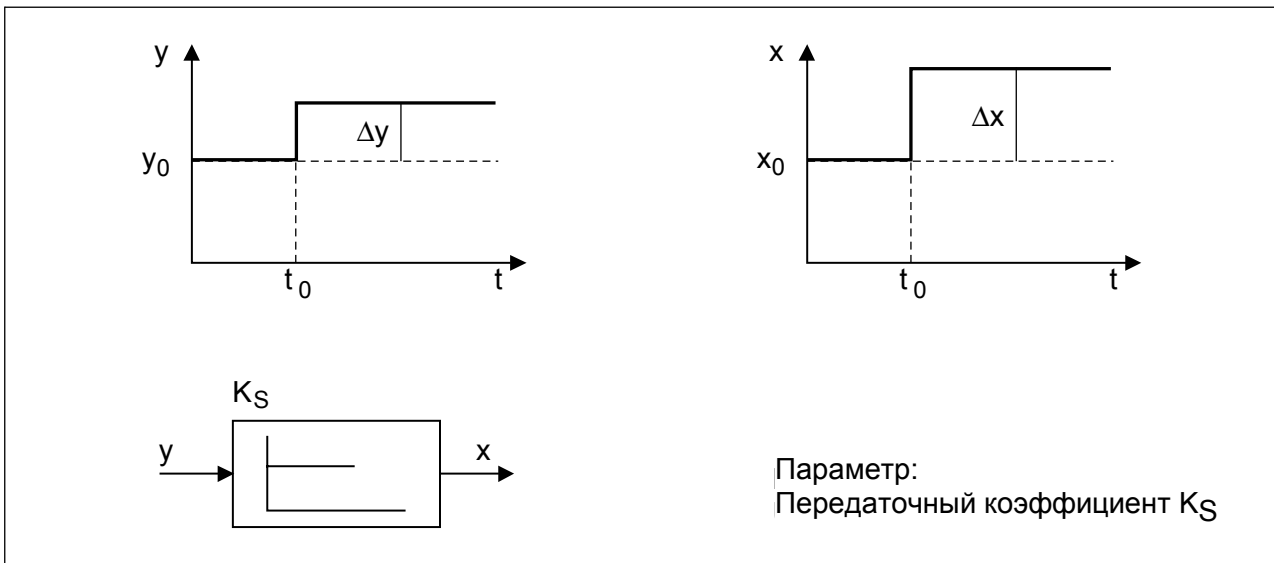 y
Δy
y0
t0
t
x
Δx
x0
t0
t
KS
y
x
Параметр:
Передаточный коэффициент KS